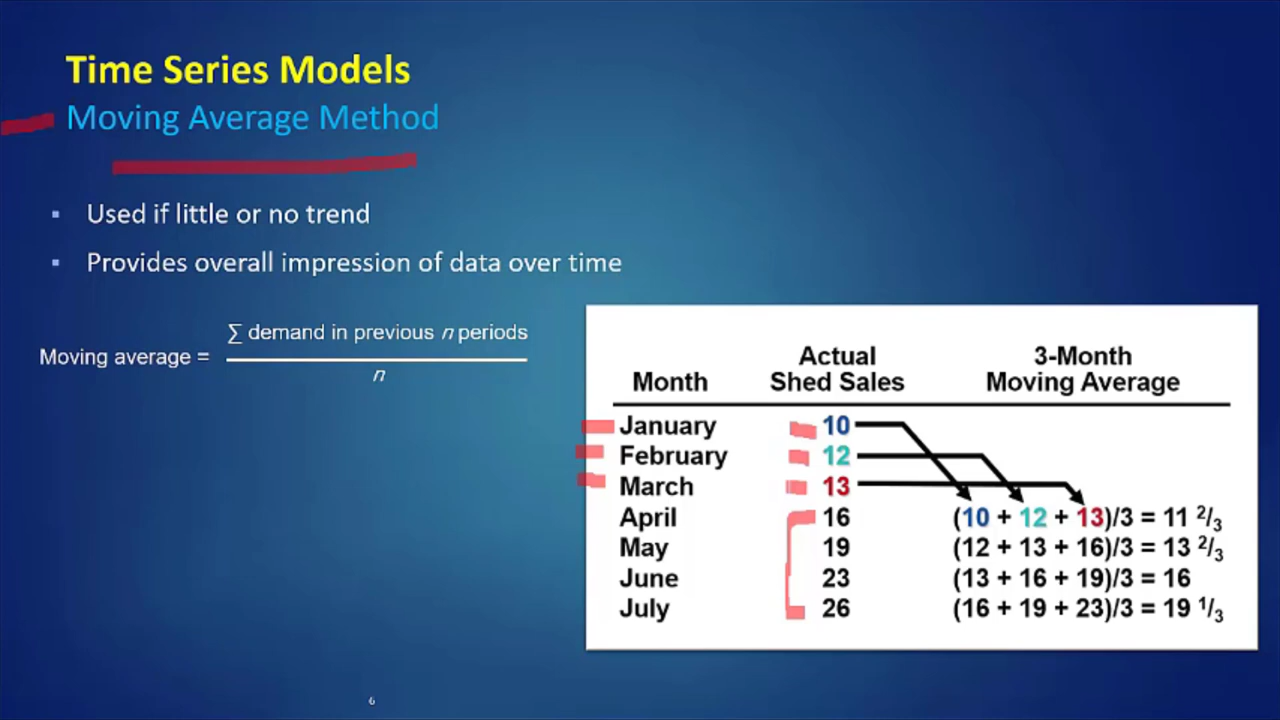 Time Series Models
Moving Average Method
▪ Used if little or no trend
▪ Provides overall impression of data over time
Moving average = ∑ demand in previous n periods
n
Month Actual Shed Sales 3-Month Moving Average
January 10
February 12
March 13
April 16 (10 + 12 + 13)/3 = 11 2/3
May 19 (12 + 13 + 16)/3 = 13 2/3
June 23 (13 + 16 + 19)/3 = 16
July 26 (16 + 19 + 23)/3 = 19 1/3
6